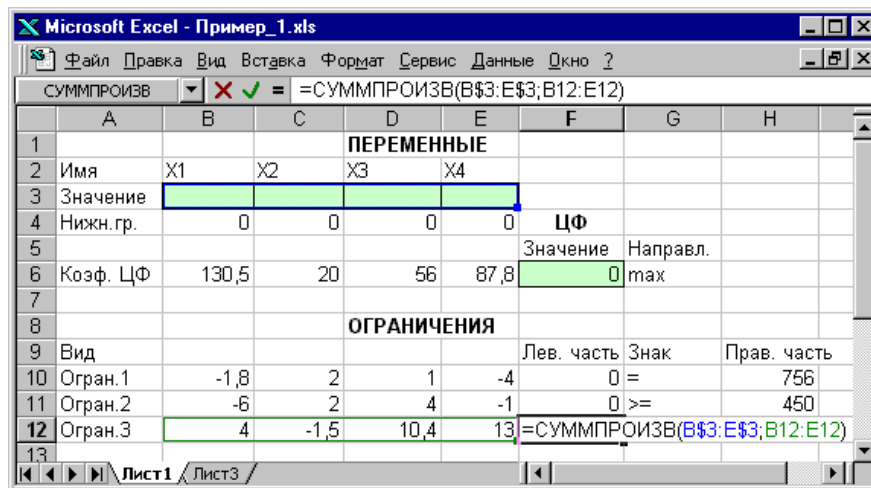 Microsoft Excel - Пример_1.xls
Файл Правка Вид Вставка Формат Сервис Данные Окно ?
СУММПРОИЗВ = =СУММПРОИЗВ(B$3:E$3;B12:E12)
A B C D E F G H
1 ПЕРЕМЕННЫЕ
2 Имя X1 X2 X3 X4
3 Значение
4 Нижн.гр. 0 0 0 0 ЦФ
5 Значение Направл.
6 Коэф. ЦФ 130,5 20 56 87,8 0 max
7
8 ОГРАНИЧЕНИЯ
9 Вид Лев. часть Знак Прав. часть
10 Огран.1 -1,8 2 1 -4 0 = 756
11 Огран.2 -6 2 4 -1 0 >= 450
12 Огран.3 4 -1,5 10,4 13 =СУММПРОИЗВ(B$3:E$3;B12:E12)
13
Лист1 Лист3